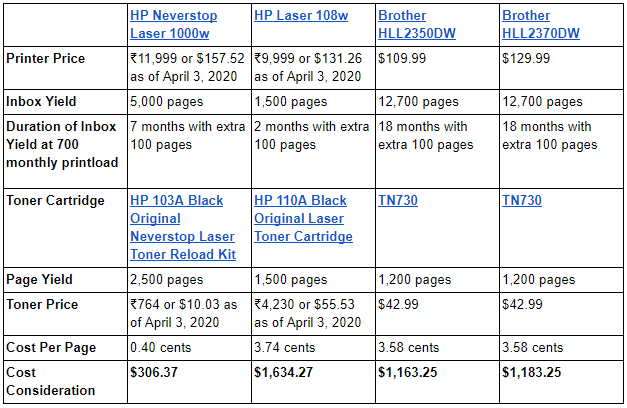 HP Neverstop Laser 1000w
HP Laser 108w
Brother HLL2350DW
Brother HLL2370DW
Printer Price
₹11,999 or $157.52 as of April 3, 2020
₹9,999 or $131.26 as of April 3, 2020
$109.99
$129.99
Inbox Yield
5,000 pages
1,500 pages
12,700 pages
12,700 pages
Duration of Inbox Yield at 700 monthly printload
7 months with extra 100 pages
2 months with extra 100 pages
18 months with extra 100 pages
18 months with extra 100 pages
Toner Cartridge
HP 103A Black Original Neverstop Laser Toner Reload Kit
HP 110A Black Original Laser Toner Cartridge
TN730
TN730
Page Yield
2,500 pages
1,500 pages
1,200 pages
1,200 pages
Toner Price
₹764 or $10.03 as of April 3, 2020
₹4,230 or $55.53 as of April 3, 2020
$42.99
$42.99
Cost Per Page
0.40 cents
3.74 cents
3.58 cents
3.58 cents
Cost Consideration
$306.37
$1,634.27
$1,163.25
$1,183.25